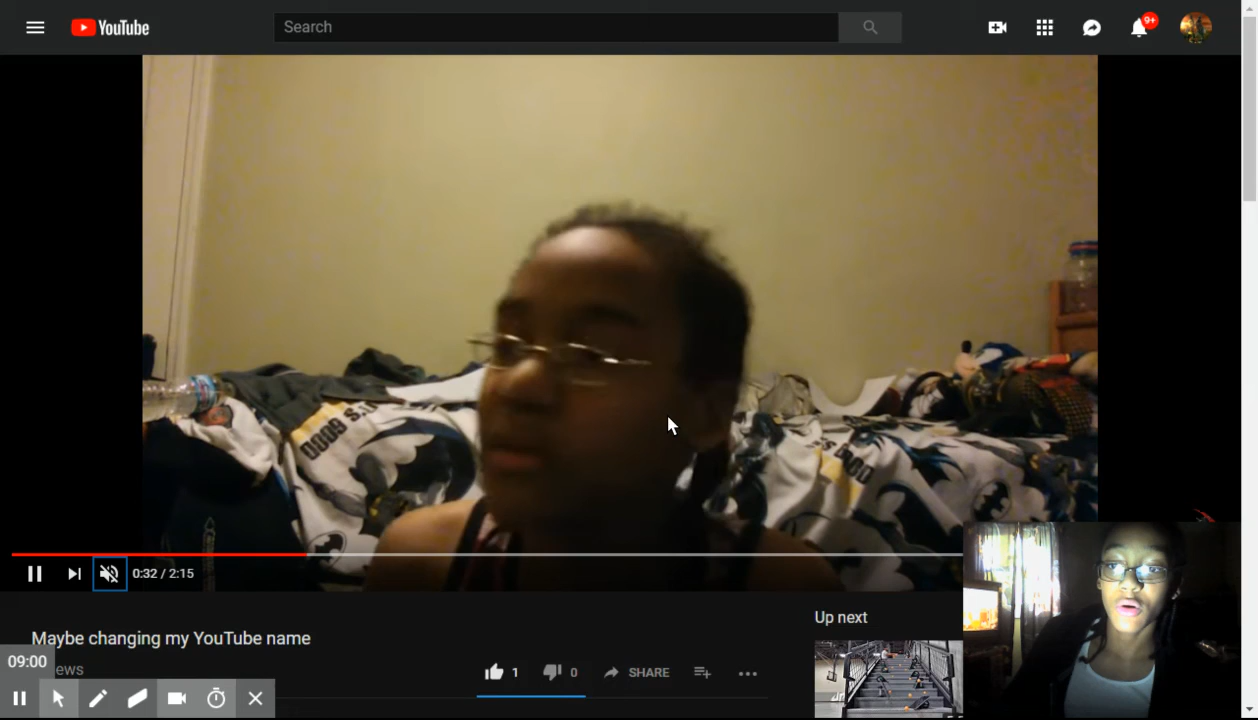 YouTube
Search
9+
G.S. 6000
0:32 / 2:15
Up next
Maybe changing my YouTube name
09:00
ews
1
0
SHARE